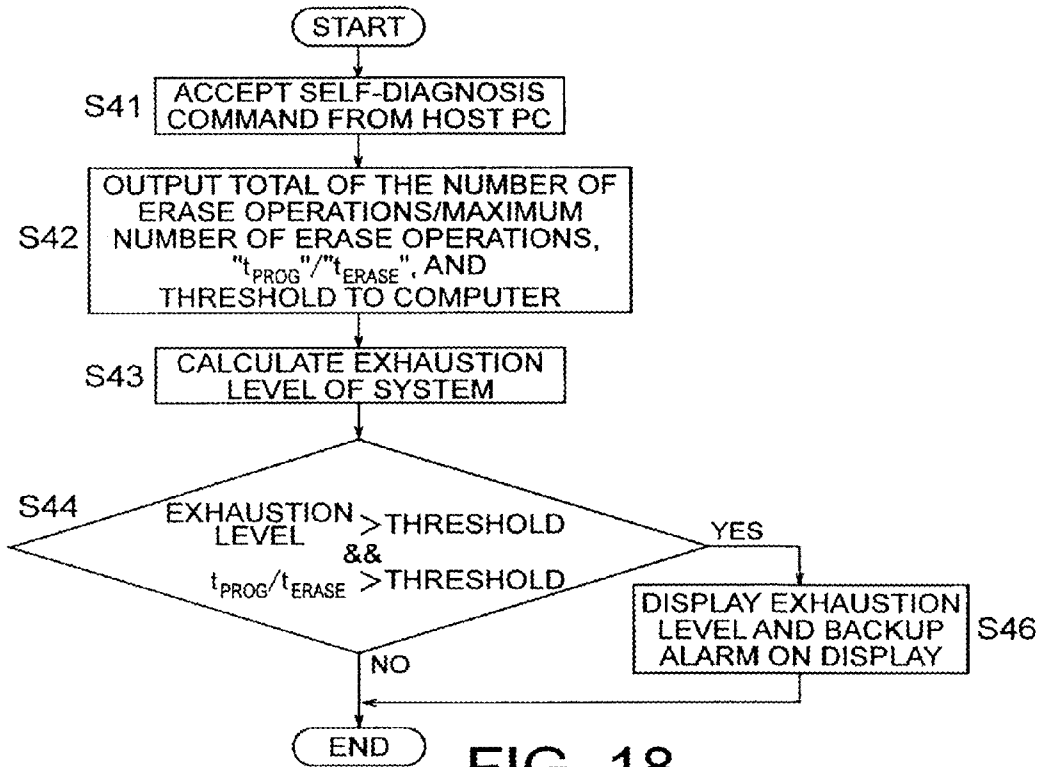 START
S41
ACCEPT SELF-DIAGNOSIS
COMMAND FROM HOST PC
S42
OUTPUT TOTAL OF THE NUMBER OF
ERASE OPERATIONS/MAXIMUM
NUMBER OF ERASE OPERATIONS,
"tPROG"/"tERASE", AND
THRESHOLD TO COMPUTER
S43
CALCULATE EXHAUSTION
LEVEL OF SYSTEM
S44
EXHAUSTION
LEVEL >THRESHOLD
&&
tPROG/tERASE >THRESHOLD
YES
DISPLAY EXHAUSTION
LEVEL AND BACKUP
ALARM ON DISPLAY
S46
NO
END
FIG. 18